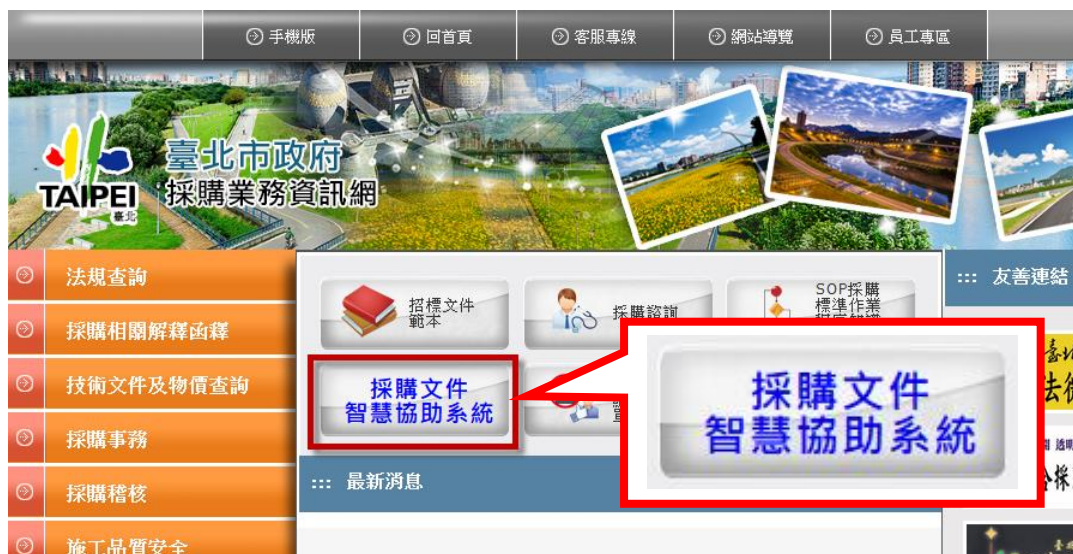 手機版
回首頁
客服專線
網站導覽
員工專區
臺北市政府
採購業務資訊網
TAIPEI
臺北
法規查詢
採購相關解釋函釋
技術文件及物價查詢
採購事務
採購稽核
施工品質安全
招標文件
範本
採購諮詢
SOP採購
標準作業
採購文件
智慧協助系統
::: 最新消息
採購文件
智慧協助系統
::: 友善連結